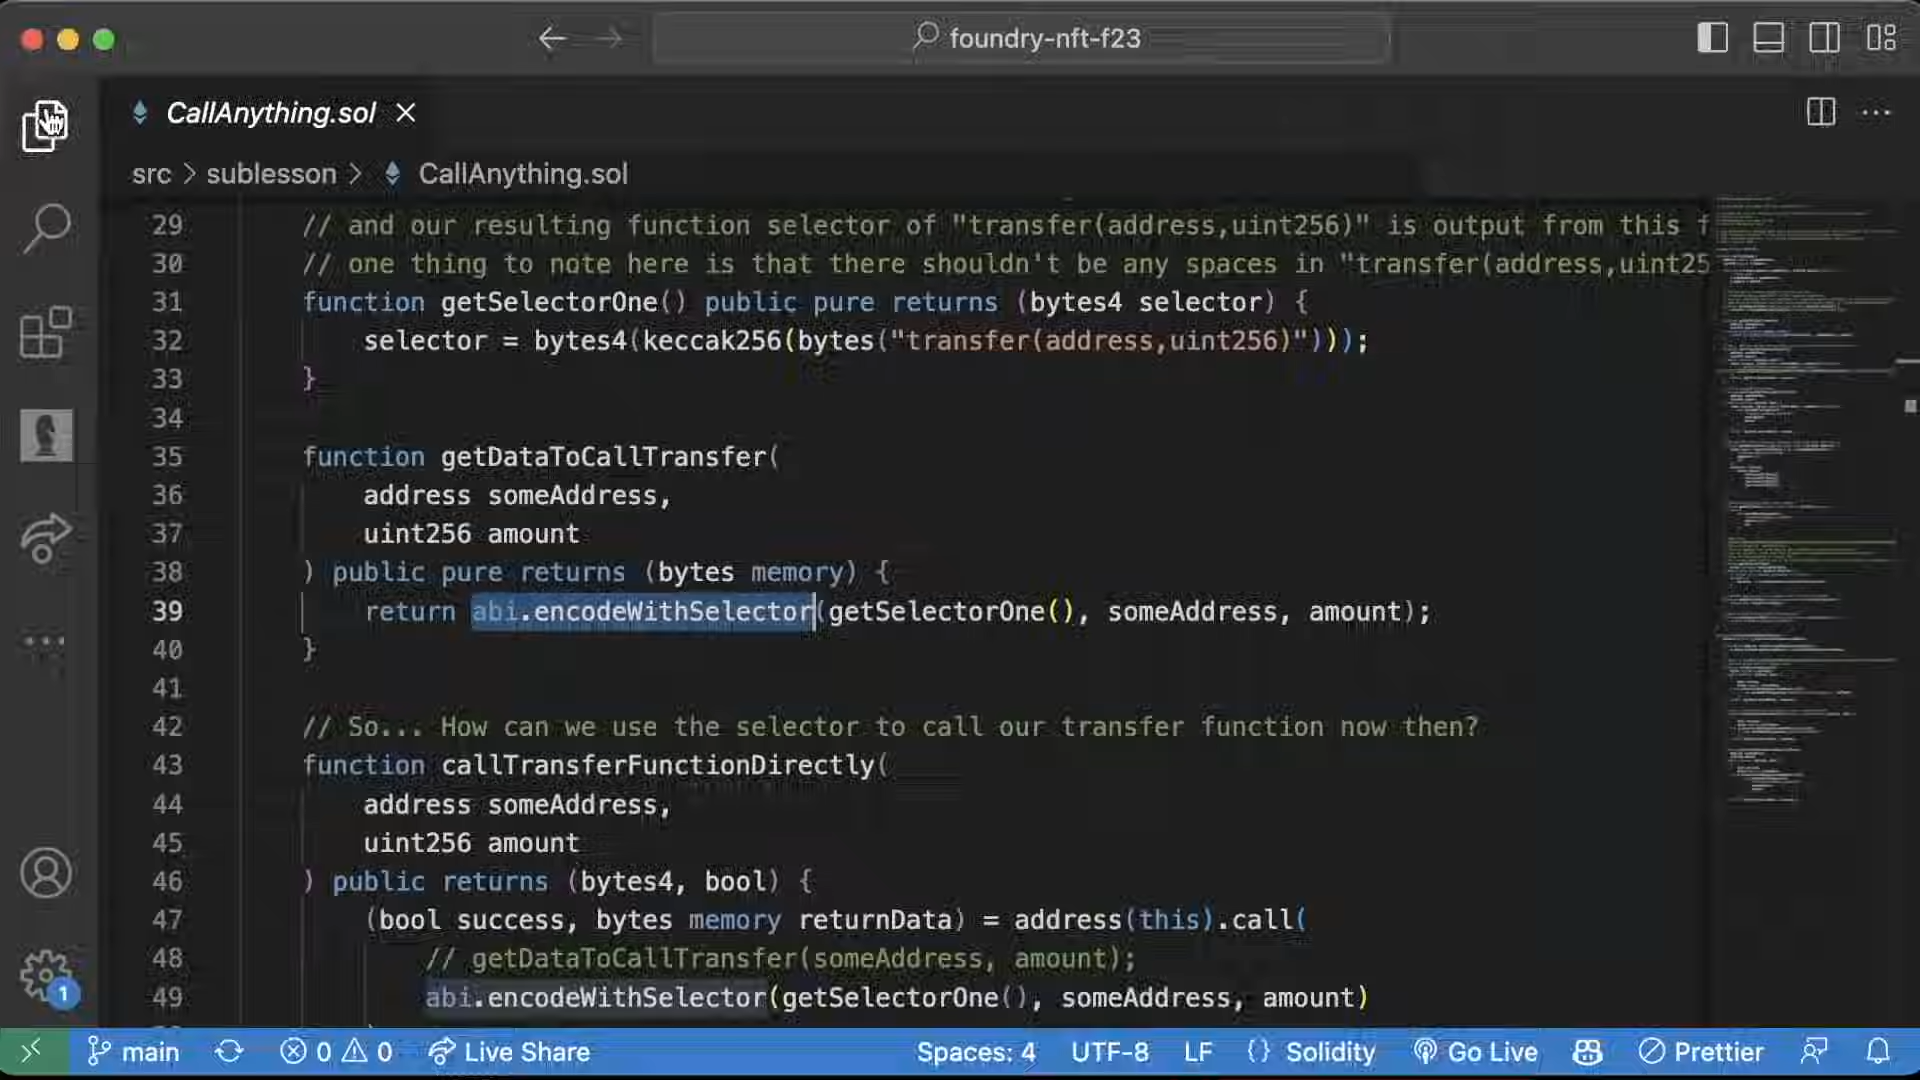 foundry-nft-f23
CallAnything.sol
src > sublesson > CallAnything.sol
29 // and our resulting function selector of "transfer(address,uint256)" is output from this f
30 // one thing to note here is that there shouldn't be any spaces in "transfer(address,uint25
31 function getSelectorOne() public pure returns (bytes4 selector) {
32 selector = bytes4(keccak256(bytes("transfer(address,uint256)")));
33 }
34
35 function getDataToCallTransfer(
36 address someAddress,
37 uint256 amount
38 ) public pure returns (bytes memory) {
39 return abi.encodeWithSelector(getSelectorOne(), someAddress, amount);
40 }
41
42 // So... How can we use the selector to call our transfer function now then?
43 function callTransferFunctionDirectly(
44 address someAddress,
45 uint256 amount
46 ) public returns (bytes4, bool) {
47 (bool success, bytes memory returnData) = address(this).call(
48 // getDataToCallTransfer(someAddress, amount);
49 abi.encodeWithSelector(getSelectorOne(), someAddress, amount)
1
main 0 0 Live Share Spaces: 4 UTF-8 LF {} Solidity Go Live Prettier